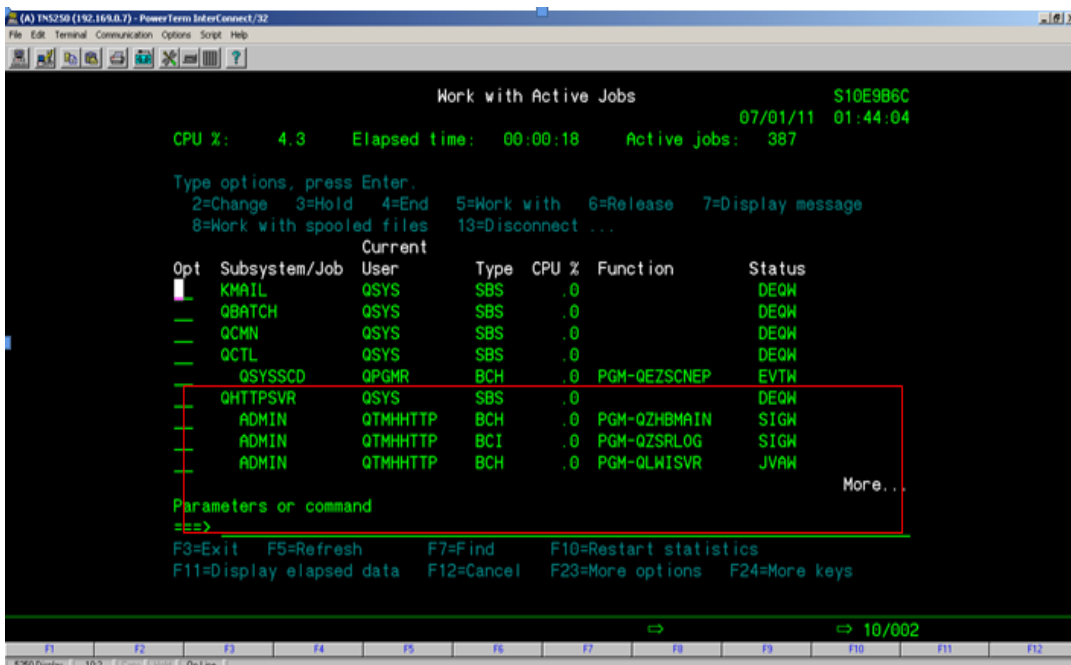 (A) TN5250 (192.169.0.7) - PowerTerm InterConnect/32
File Edit Terminal Communication Options Script Help
Work with Active Jobs S10E9B6C
07/01/11 01:44:04
CPU %: 4.3 Elapsed time: 00:00:18 Active jobs: 387
Type options, press Enter.
2=Change 3=Hold 4=End 5=Work with 6=Release 7=Display message
8=Work with spooled files 13=Disconnect ...
Current
Opt Subsystem/Job User Type CPU % Function Status
KMAIL QSYS SBS .0 DEQW
QBATCH QSYS SBS .0 DEQW
QCMN QSYS SBS .0 DEQW
QCTL QSYS SBS .0 DEQW
QSYSSCD QPGMR BCH .0 PGM-QEZSCNEP EVTW
QHTTPSVR QSYS SBS .0 DEQW
ADMIN QTMHHTTP BCH .0 PGM-QZHBMAIN SIGW
ADMIN QTMHHTTP BCI .0 PGM-QZSRLOG SIGW
ADMIN QTMHHTTP BCH .0 PGM-QLWISVR JVAW
More...
Parameters or command
===>
F3=Exit F5=Refresh F7=Find F10=Restart statistics
F11=Display elapsed data F12=Cancel F23=More options F24=More keys
⇨ ⇨ 10/002
F1 F2 F3 F4 F5 F6 F7 F8 F9 F10 F11 F12
5250 Display 10:2 Copy Hold On Line